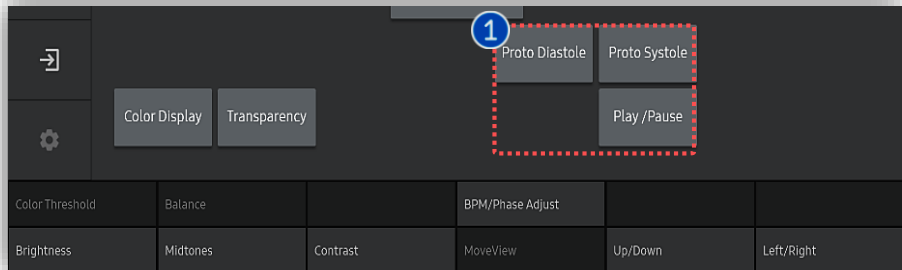 1
Proto Diastole Proto Systole
Color Display Transparency Play /Pause
Color Threshold Balance BPM/Phase Adjust
Brightness Midtones Contrast MoveView Up/Down Left/Right